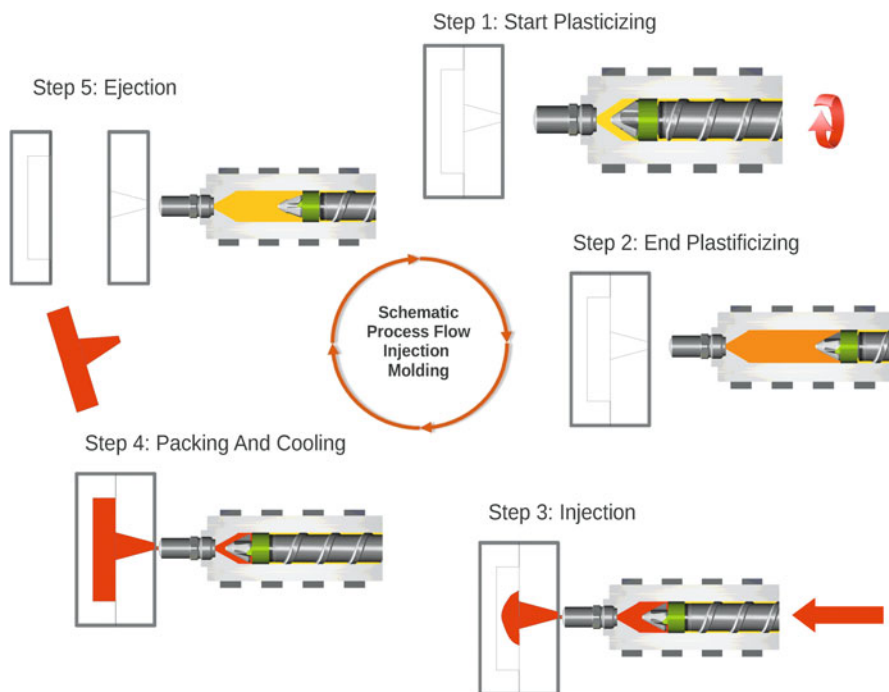 Step 1: Start Plasticizing
Step 5: Ejection
Step 2: End Plastificizing
Schematic
Process Flow
Injection
Molding
Step 4: Packing And Cooling
Step 3: Injection